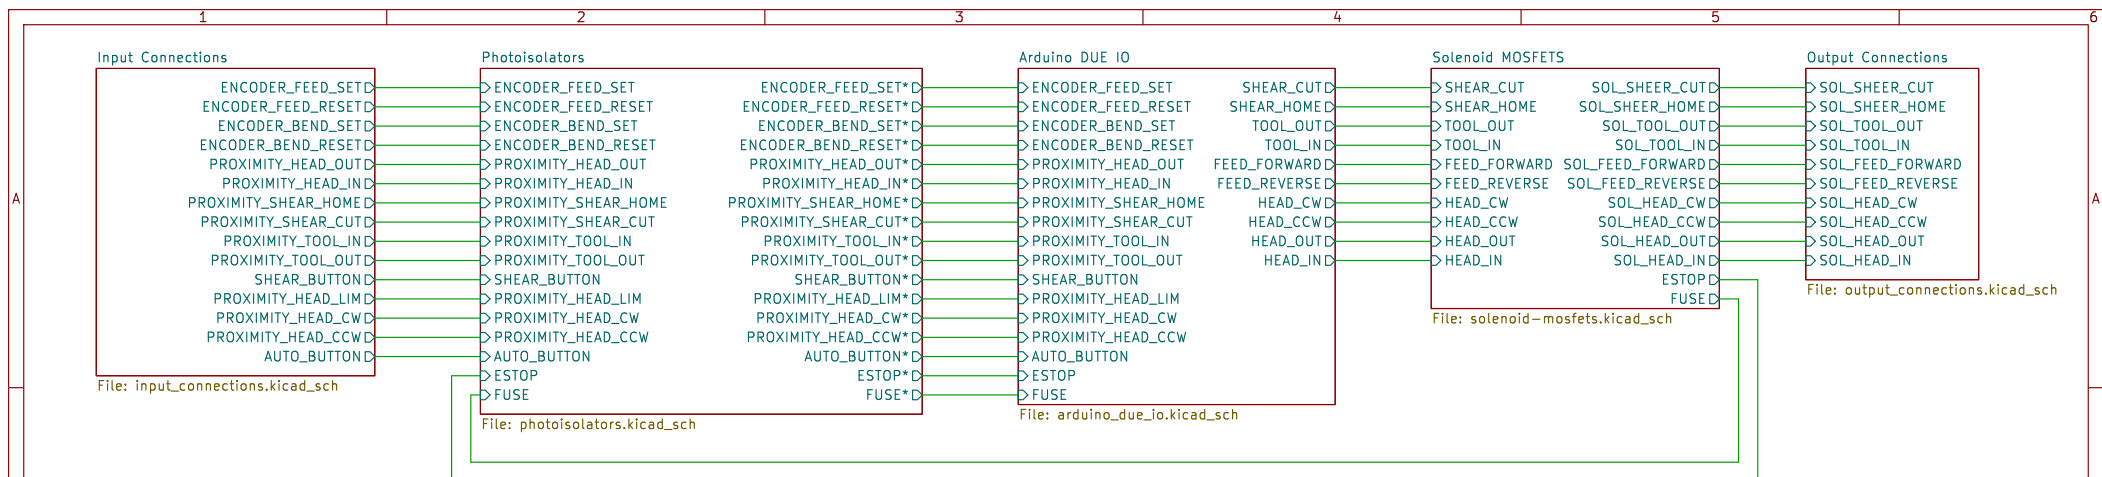 1 2 3 4 5 6
A
A
Input Connections
ENCODER_FEED_SET
ENCODER_FEED_RESET
ENCODER_BEND_SET
ENCODER_BEND_RESET
PROXIMITY_HEAD_OUT
PROXIMITY_HEAD_IN
PROXIMITY_SHEAR_HOME
PROXIMITY_SHEAR_CUT
PROXIMITY_TOOL_IN
PROXIMITY_TOOL_OUT
SHEAR_BUTTON
PROXIMITY_HEAD_LIM
PROXIMITY_HEAD_CW
PROXIMITY_HEAD_CCW
AUTO_BUTTON
File: input_connections.kicad_sch
Photoisolators
ENCODER_FEED_SET
ENCODER_FEED_RESET
ENCODER_BEND_SET
ENCODER_BEND_RESET
PROXIMITY_HEAD_OUT
PROXIMITY_HEAD_IN
PROXIMITY_SHEAR_HOME
PROXIMITY_SHEAR_CUT
PROXIMITY_TOOL_IN
PROXIMITY_TOOL_OUT
SHEAR_BUTTON
PROXIMITY_HEAD_LIM
PROXIMITY_HEAD_CW
PROXIMITY_HEAD_CCW
AUTO_BUTTON
ESTOP
FUSE
ENCODER_FEED_SET*
ENCODER_FEED_RESET*
ENCODER_BEND_SET*
ENCODER_BEND_RESET*
PROXIMITY_HEAD_OUT*
PROXIMITY_HEAD_IN*
PROXIMITY_SHEAR_HOME*
PROXIMITY_SHEAR_CUT*
PROXIMITY_TOOL_IN*
PROXIMITY_TOOL_OUT*
SHEAR_BUTTON*
PROXIMITY_HEAD_LIM*
PROXIMITY_HEAD_CW*
PROXIMITY_HEAD_CCW*
AUTO_BUTTON*
ESTOP*
FUSE*
File: photoisolators.kicad_sch
Arduino DUE IO
ENCODER_FEED_SET
ENCODER_FEED_RESET
ENCODER_BEND_SET
ENCODER_BEND_RESET
PROXIMITY_HEAD_OUT
PROXIMITY_HEAD_IN
PROXIMITY_SHEAR_HOME
PROXIMITY_SHEAR_CUT
PROXIMITY_TOOL_IN
PROXIMITY_TOOL_OUT
SHEAR_BUTTON
PROXIMITY_HEAD_LIM
PROXIMITY_HEAD_CW
PROXIMITY_HEAD_CCW
AUTO_BUTTON
ESTOP
FUSE
SHEAR_CUT
SHEAR_HOME
TOOL_OUT
TOOL_IN
FEED_FORWARD
FEED_REVERSE
HEAD_CW
HEAD_CCW
HEAD_OUT
HEAD_IN
File: arduino_due_io.kicad_sch
Solenoid MOSFETS
SHEAR_CUT
SHEAR_HOME
TOOL_OUT
TOOL_IN
FEED_FORWARD
FEED_REVERSE
HEAD_CW
HEAD_CCW
HEAD_OUT
HEAD_IN
SOL_SHEER_CUT
SOL_SHEER_HOME
SOL_TOOL_OUT
SOL_TOOL_IN
SOL_FEED_FORWARD
SOL_FEED_REVERSE
SOL_HEAD_CW
SOL_HEAD_CCW
SOL_HEAD_OUT
SOL_HEAD_IN
ESTOP
FUSE
File: solenoid-mosfets.kicad_sch
Output Connections
SOL_SHEER_CUT
SOL_SHEER_HOME
SOL_TOOL_OUT
SOL_TOOL_IN
SOL_FEED_FORWARD
SOL_FEED_REVERSE
SOL_HEAD_CW
SOL_HEAD_CCW
SOL_HEAD_OUT
SOL_HEAD_IN
File: output_connections.kicad_sch